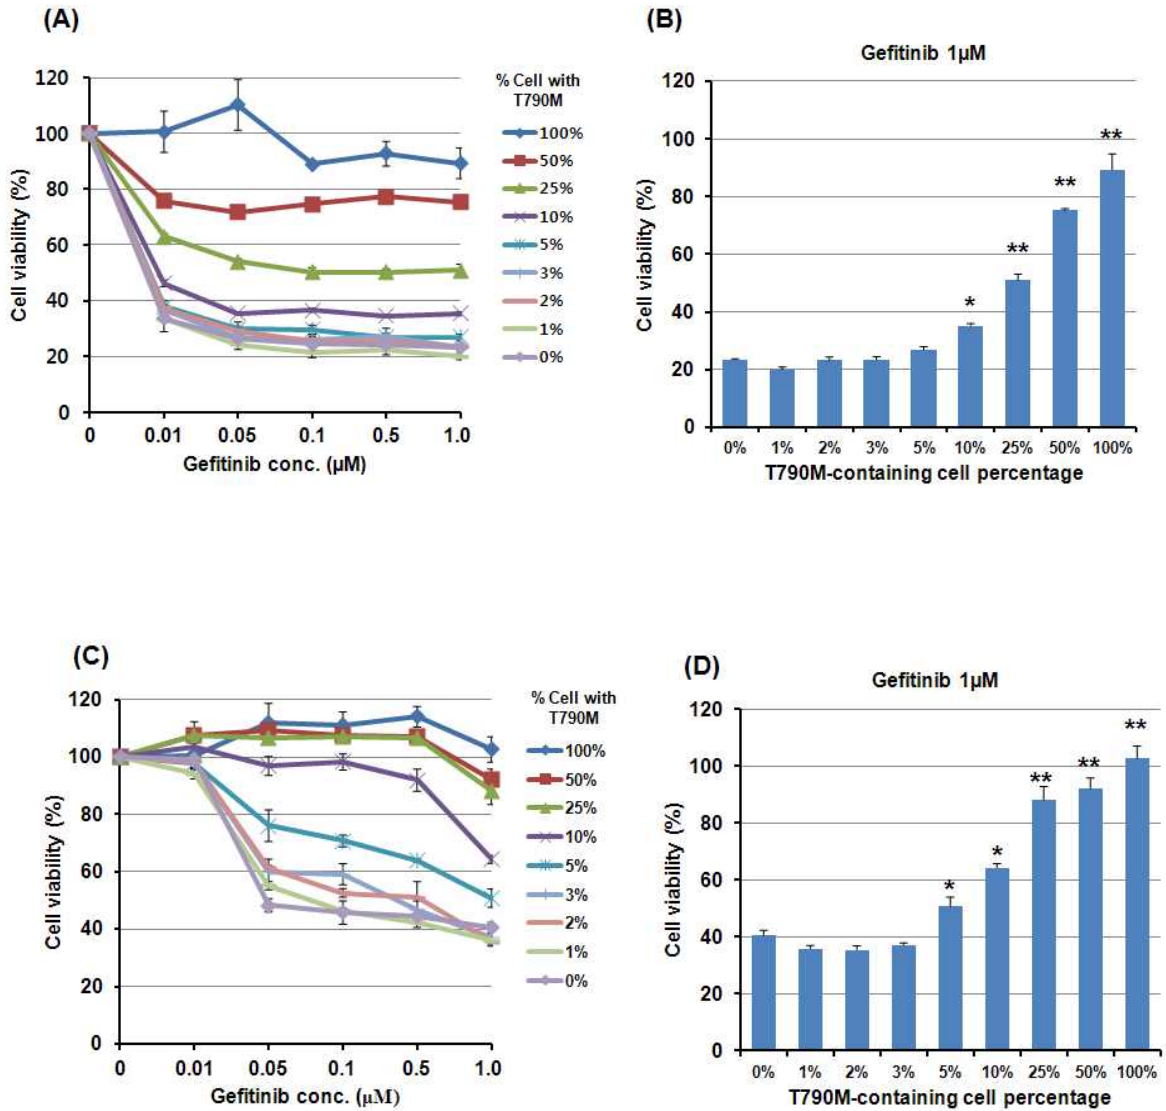 (A)
120
100
80
60
40
20
0
Cell viability (%)
0 0.01 0.05 0.1 0.5 1.0
Gefitinib conc. (µM)
% Cell with
T790M
100%
50%
25%
10%
5%
3%
2%
1%
0%
(B)
Gefitinib 1µM
120
100
80
60
40
20
0
Cell viability (%)
**
**
**
*
0% 1% 2% 3% 5% 10% 25% 50% 100%
T790M-containing cell percentage
(C)
120
100
80
60
40
20
0
Cell viability (%)
0 0.01 0.05 0.1 0.5 1.0
Gefitinib conc. (µM)
% Cell with
T790M
100%
50%
25%
10%
5%
3%
2%
1%
0%
(D)
Gefitinib 1µM
120
100
80
60
40
20
0
Cell viability (%)
**
** **
*
*
0% 1% 2% 3% 5% 10% 25% 50% 100%
T790M-containing cell percentage